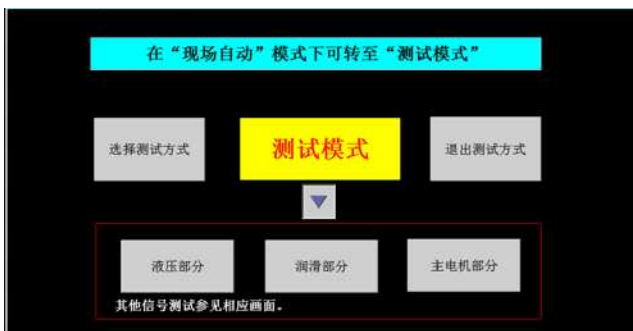 在“现场自动”模式下可转至“测试模式”
选择测试方式
测试模式
退出测试方式
液压部分
润滑部分
主电机部分
其他信号测试参见相应画面。